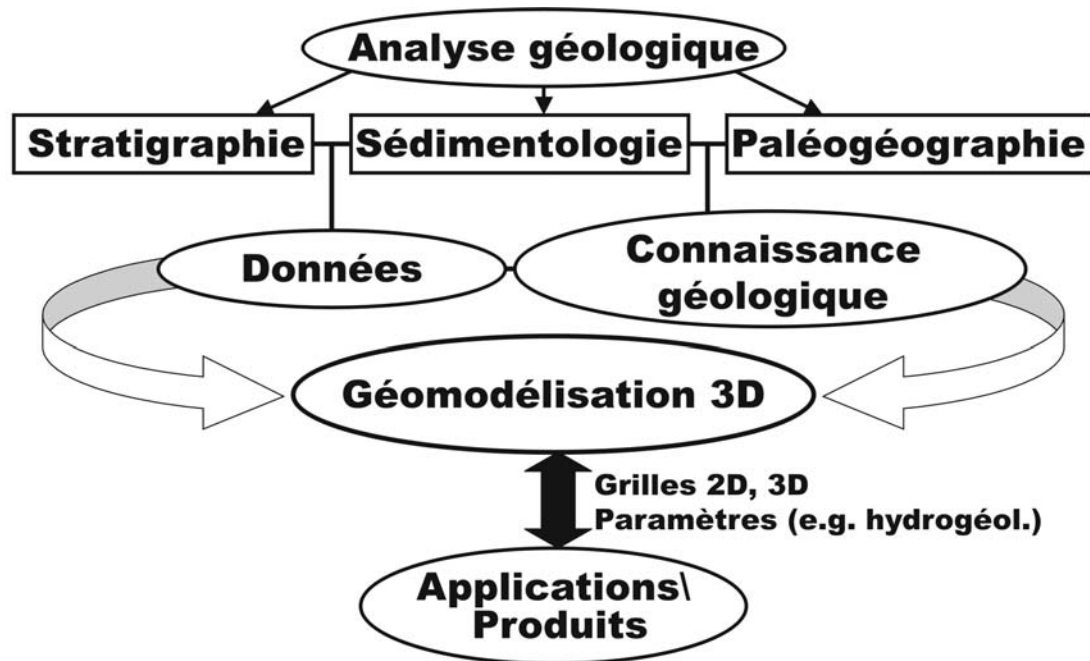 Analyse géologique
Stratigraphie
Sédimentologie
Paléogéographie
Données
Connaissance
géologique
Géomodélisation 3D
Grilles 2D, 3D
Paramètres (e.g. hydrogéol.)
Applications\
Produits